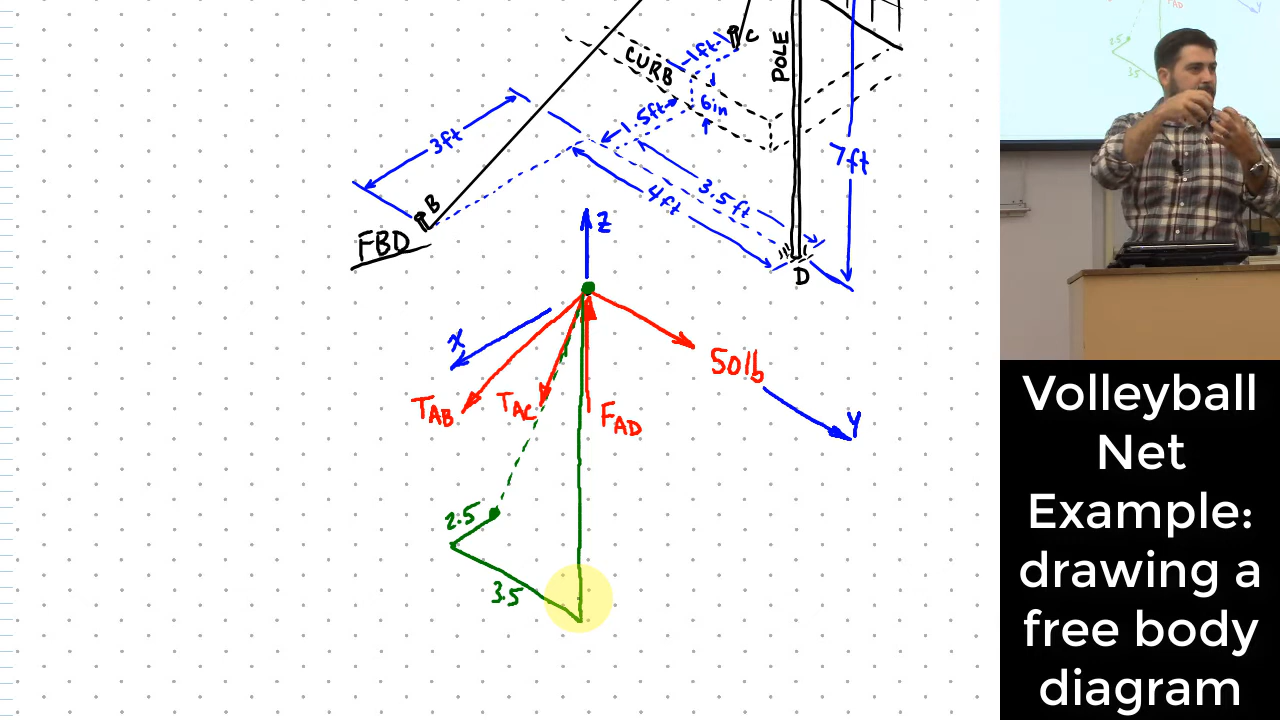 1ft
C
POLE
CURB
6in
1.5ft
3ft
7ft
3.5ft
4ft
B
FBD
D
Z
X
50lb
TAB
TAC
FAD
Y
2.5
3.5
Volleyball
Net
Example:
drawing a
free body
diagram